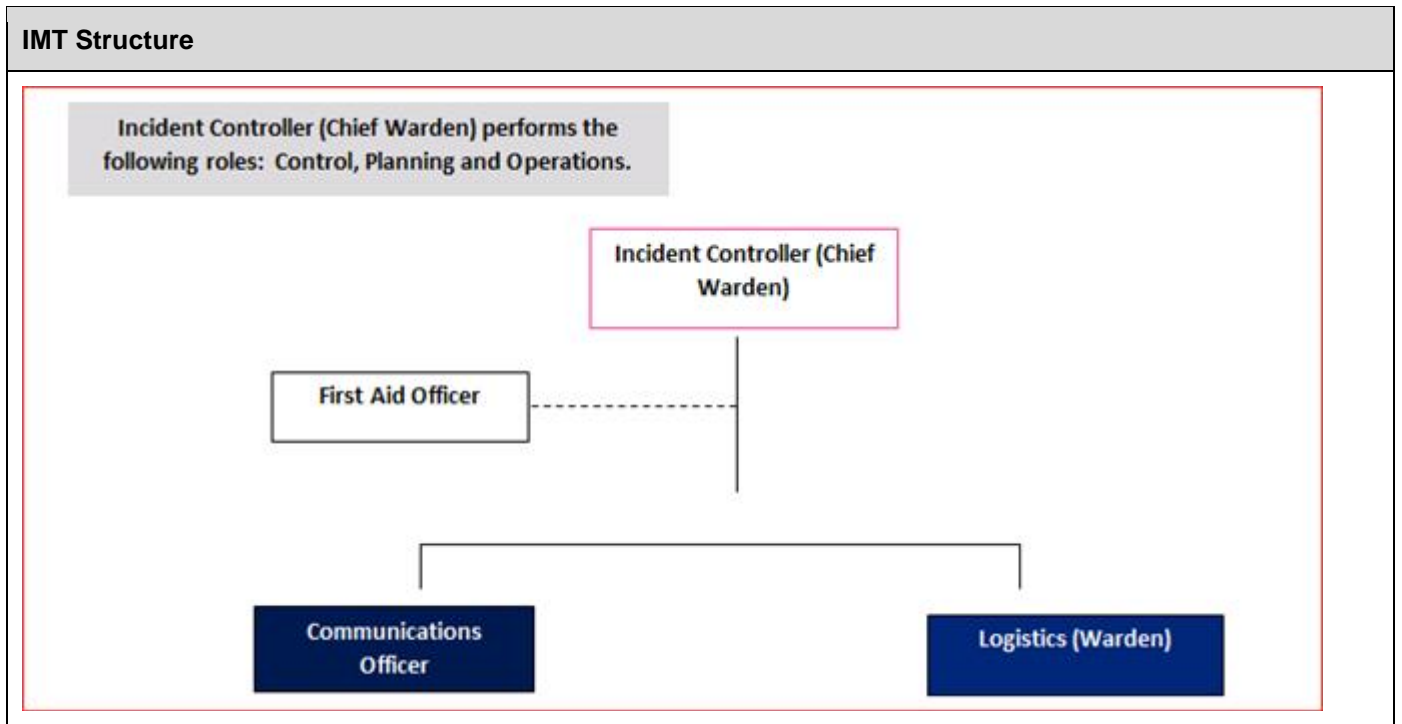 IMT Structure
Incident Controller (Chief Warden) performs the
following roles: Control, Planning and Operations.
Incident Controller (Chief
Warden)
First Aid Officer
Communications
Officer
Logistics (Warden)